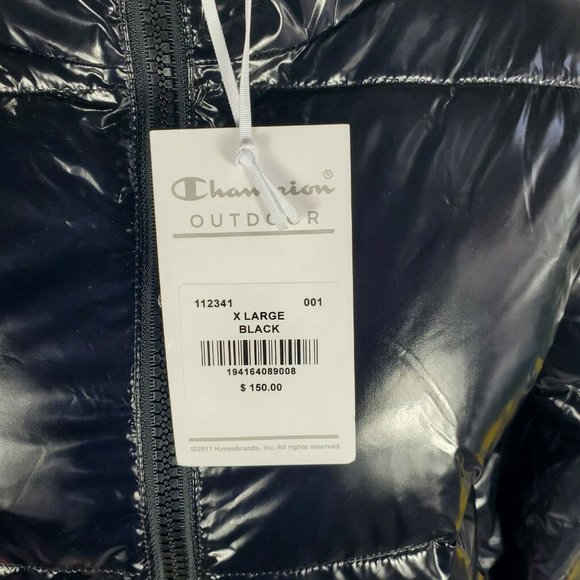 Champion®
OUTDOOR
112341 001
X LARGE
BLACK
194164089008
$ 150.00
©2017 Hanesbrands, Inc. All rights reserved.